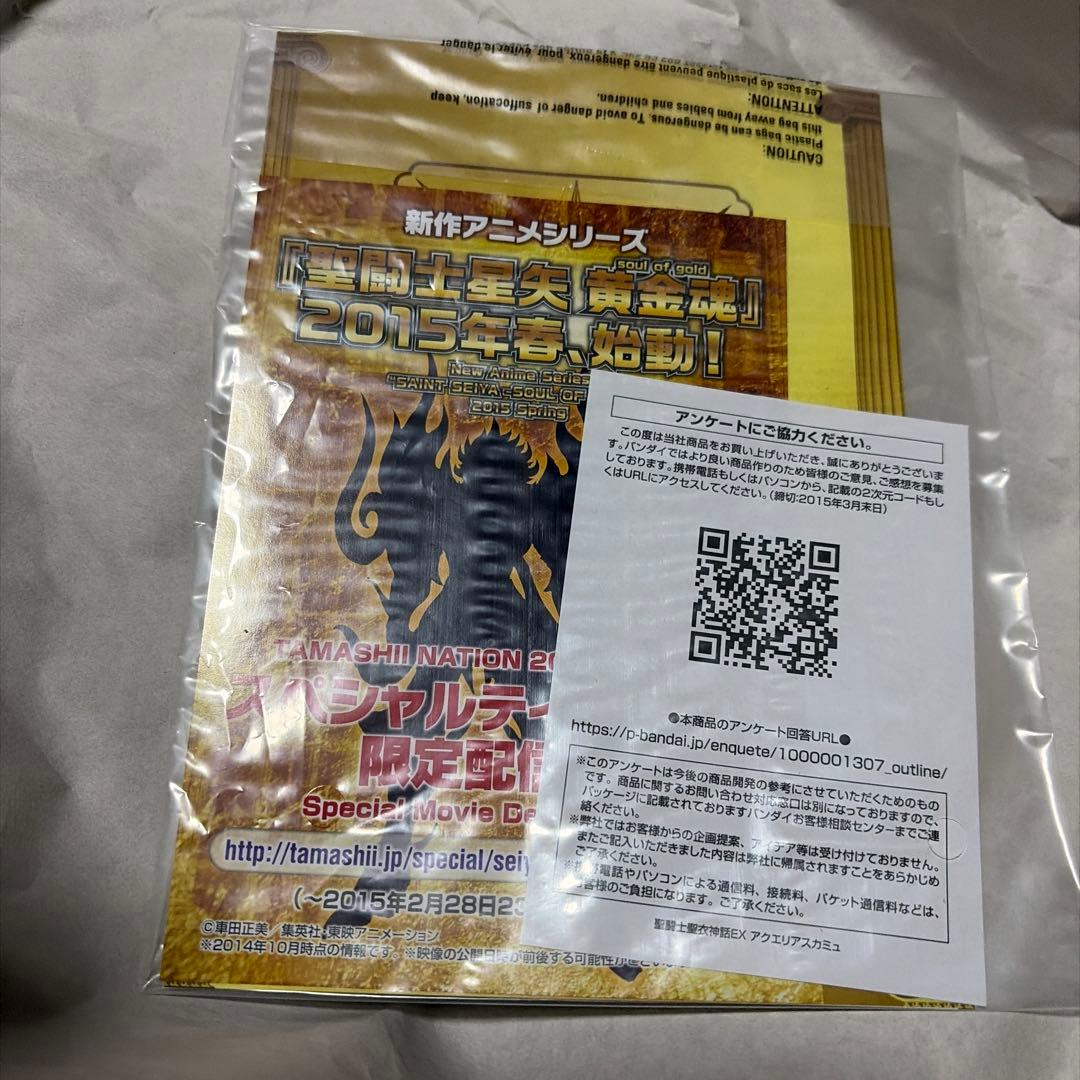 CAUTION:
Plastic bags can be dangerous. To avoid danger of suffocation, keep
this bag away from babies and children.
ATTENTION:
Les sacs de plastique peuvent être dangereux. pour éviter le danger
新作アニメシリーズ
soul of gold
『聖闘士星矢 黄金魂』
2015年春、始動!
New Anime Series
"SAINT SEIYA -SOUL OF
2015 Spring
TAMASHII NATION 20
スペシャルティ
限定配信
Special Movie De
http://tamashii.jp/special/seiy
(~2015年2月28日23
©車田正美/集英社・東映アニメーション
※2014年10月時点の情報です。※映像の公開日時が前後する可能性が
アンケートにご協力ください。
この度は当社商品をお買い上げいただき、誠にありがとうございま
す。バンダイではより良い商品作りのため皆様のご意見、ご感想を募集
しております。携帯電話もしくはパソコンから、記載の2次元コードもし
くはURLにアクセスしてください。(締切:2015年3月末日)
●本商品のアンケート回答URL●
https://p-bandai.jp/enquete/1000001307_outline/
※このアンケートは今後の商品開発の参考にさせていただくためのもの
です。商品に関するお問い合わせ対応窓口は別になっておりますので、
パッケージに記載されておりますバンダイお客様相談センターまでご連
絡ください。
※弊社ではお客様からの企画提案、アイデア等は受け付けておりません。
またご記入いただきました内容は弊社に帰属されますことをあらかじめ
ご了承ください。
※携帯電話やパソコンによる通信料、接続料、パケット通信料などは、
お客様のご負担になります。ご了承ください。
聖闘士聖衣神話EX アクエリアスカミュ